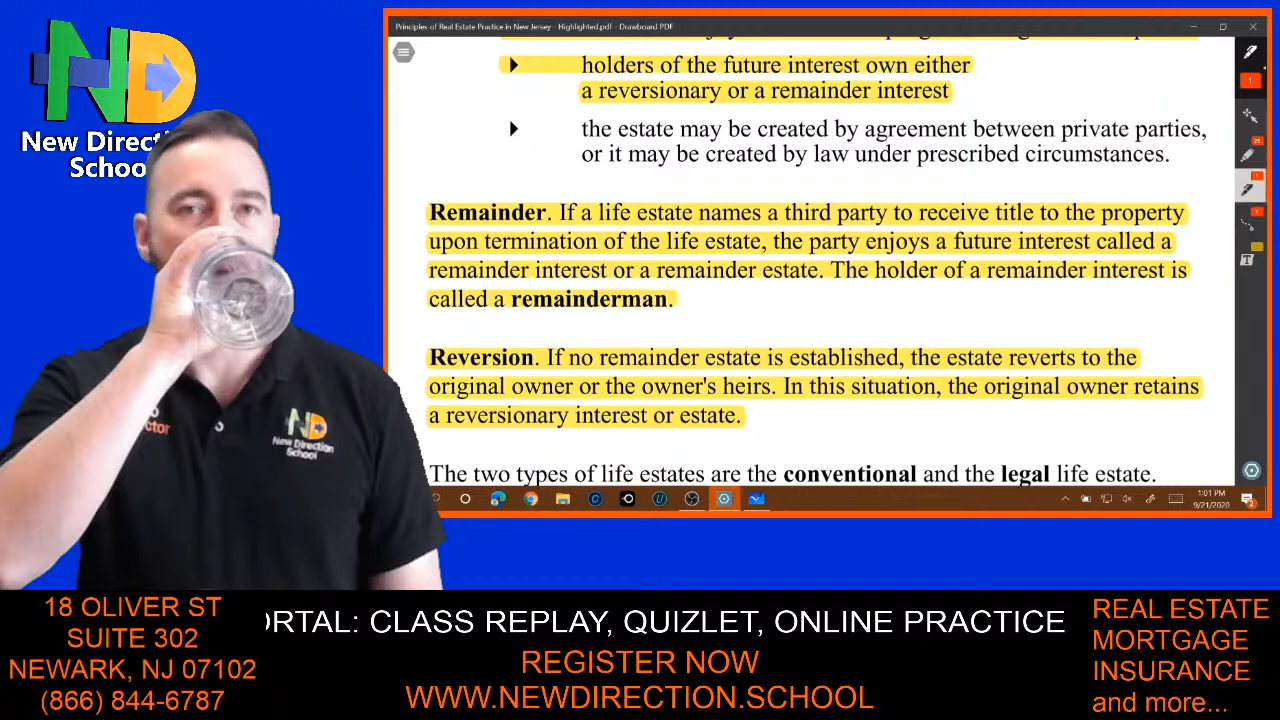 ND
New Direction
School
Principles of Real Estate Practice in New Jersey - Highlighted.pdf - Drawboard PDF
holders of the future interest own either
a reversionary or a remainder interest
the estate may be created by agreement between private parties,
or it may be created by law under prescribed circumstances.
Remainder. If a life estate names a third party to receive title to the property
upon termination of the life estate, the party enjoys a future interest called a
remainder interest or a remainder estate. The holder of a remainder interest is
called a remainderman.
Reversion. If no remainder estate is established, the estate reverts to the
original owner or the owner's heirs. In this situation, the original owner retains
a reversionary interest or estate.
The two types of life estates are the conventional and the legal life estate.
1:01 PM
9/21/2020
ND
New Direction
School
18 OLIVER ST
SUITE 302
NEWARK, NJ 07102
(866) 844-6787
ORTAL: CLASS REPLAY, QUIZLET, ONLINE PRACTICE
REGISTER NOW
WWW.NEWDIRECTION.SCHOOL
REAL ESTATE
MORTGAGE
INSURANCE
and more...